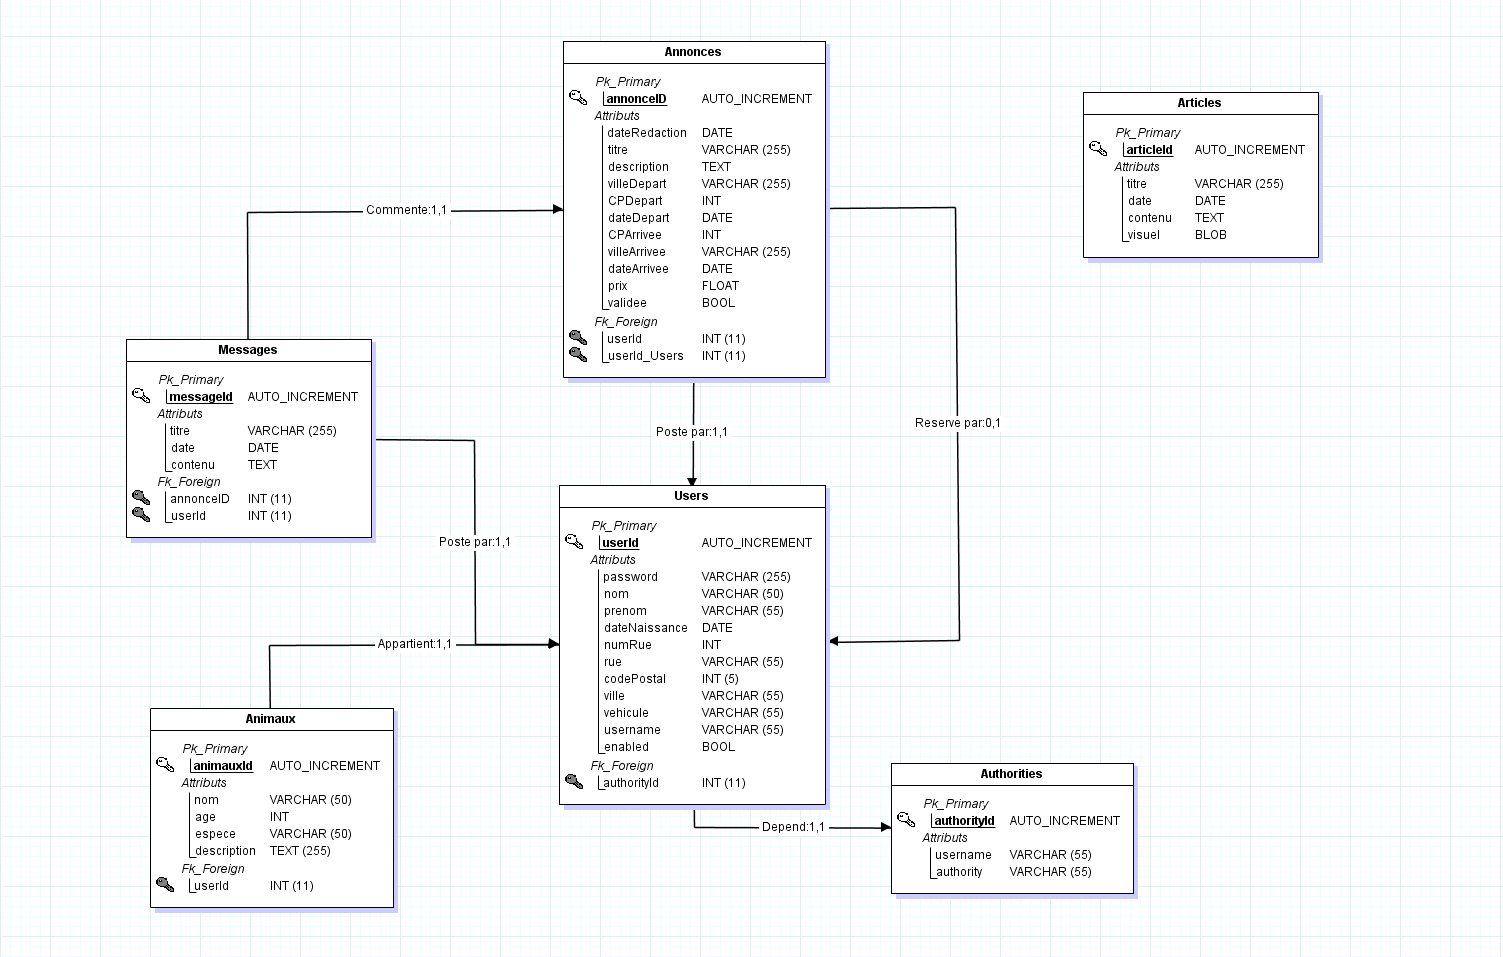 Annonces
Pk_Primary
annonceID AUTO_INCREMENT
Attributs
dateRedaction DATE
titre VARCHAR (255)
description TEXT
villeDepart VARCHAR (255)
CPDepart INT
dateDepart DATE
CPArrivee INT
villeArrivee VARCHAR (255)
dateArrivee DATE
prix FLOAT
validee BOOL
Fk_Foreign
userId INT (11)
userId_Users INT (11)
Articles
Pk_Primary
articleId AUTO_INCREMENT
Attributs
titre VARCHAR (255)
date DATE
contenu TEXT
visuel BLOB
Commente:1,1
Messages
Pk_Primary
messageId AUTO_INCREMENT
Attributs
titre VARCHAR (255)
date DATE
contenu TEXT
Fk_Foreign
annonceID INT (11)
userId INT (11)
Poste par:1,1
Reserve par:0,1
Poste par:1,1
Users
Pk_Primary
userId AUTO_INCREMENT
Attributs
password VARCHAR (255)
nom VARCHAR (50)
prenom VARCHAR (55)
dateNaissance DATE
numRue INT
rue VARCHAR (55)
codePostal INT (5)
ville VARCHAR (55)
vehicule VARCHAR (55)
username VARCHAR (55)
enabled BOOL
Fk_Foreign
authorityId INT (11)
Appartient:1,1
Animaux
Pk_Primary
animauxId AUTO_INCREMENT
Attributs
nom VARCHAR (50)
age INT
espece VARCHAR (50)
description TEXT (255)
Fk_Foreign
userId INT (11)
Depend:1,1
Authorities
Pk_Primary
authorityId AUTO_INCREMENT
Attributs
username VARCHAR (55)
authority VARCHAR (55)